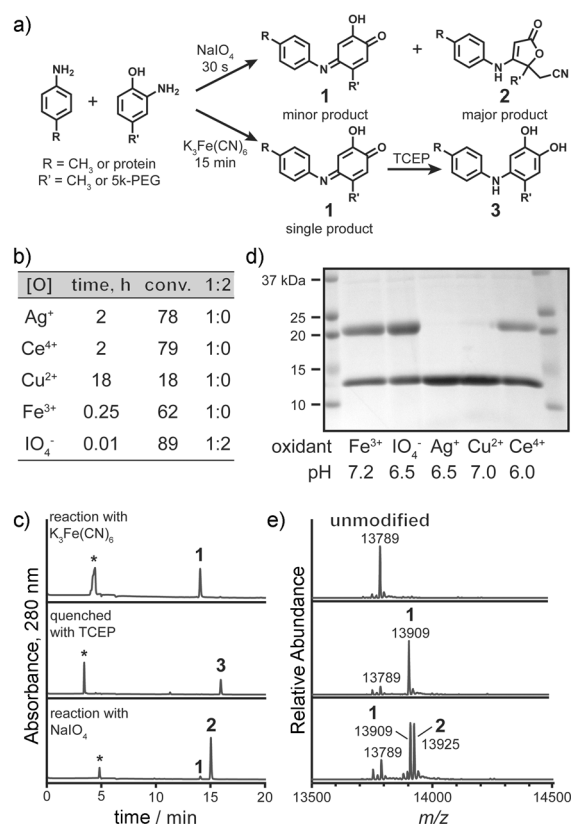 a)
NH₂
R
+
OH
NH₂
R'
R = CH₃ or protein
R' = CH₃ or 5k-PEG
NaIO₄
30 s
K₃Fe(CN)₆
15 min
R
N
OH
O
R'
1
minor product
+
R
N
H
O
O
R'
CN
2
major product
R
N
OH
O
R'
1
single product
TCEP
R
N
H
OH
OH
R'
3
b)
[O] time, h conv. 1:2
Ag⁺ 2 78 1:0
Ce⁴⁺ 2 79 1:0
Cu²⁺ 18 18 1:0
Fe³⁺ 0.25 62 1:0
IO₄⁻ 0.01 89 1:2
d)
37 kDa
25
20
15
10
oxidant Fe³⁺ IO₄⁻ Ag⁺ Cu²⁺ Ce⁴⁺
pH 7.2 6.5 6.5 7.0 6.0
c)
Absorbance, 280 nm
reaction with
K₃Fe(CN)₆
*
1
quenched
with TCEP
*
3
reaction with
NaIO₄
*
1
2
0 5 10 15 20
time / min
e)
Relative Abundance
unmodified
13789
1
13909
13789
1
13909
2
13925
13789
13500 14000 14500
m/z